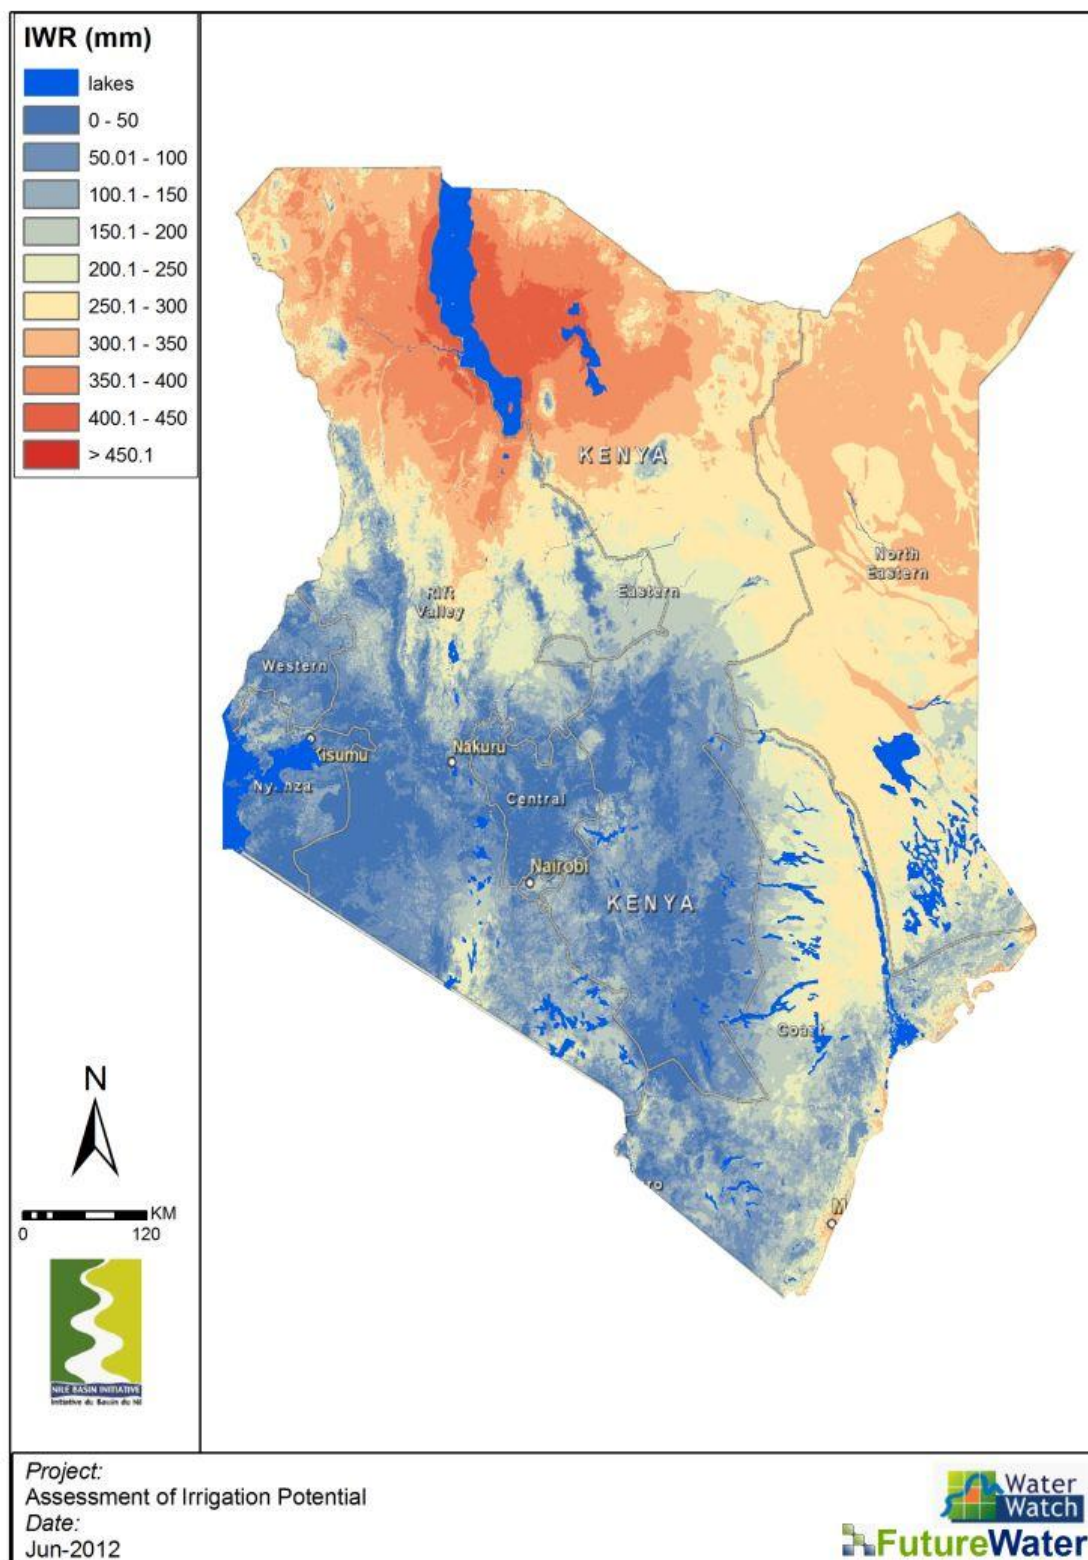 IWR (mm)
lakes
0 - 50
50.01 - 100
100.1 - 150
150.1 - 200
200.1 - 250
250.1 - 300
300.1 - 350
350.1 - 400
400.1 - 450
> 450.1
KENYA
North
Eastern
Eastern
Rift
Valley
Western
Kisumu
Nakuru
Central
Nairobi
KENYA
Coast
ro
M
N
KM
0 120
NILE BASIN INITIATIVE
Initiative du Bassin du Nil
Project:
Assessment of Irrigation Potential
Date:
Jun-2012
Water
Watch
FutureWater